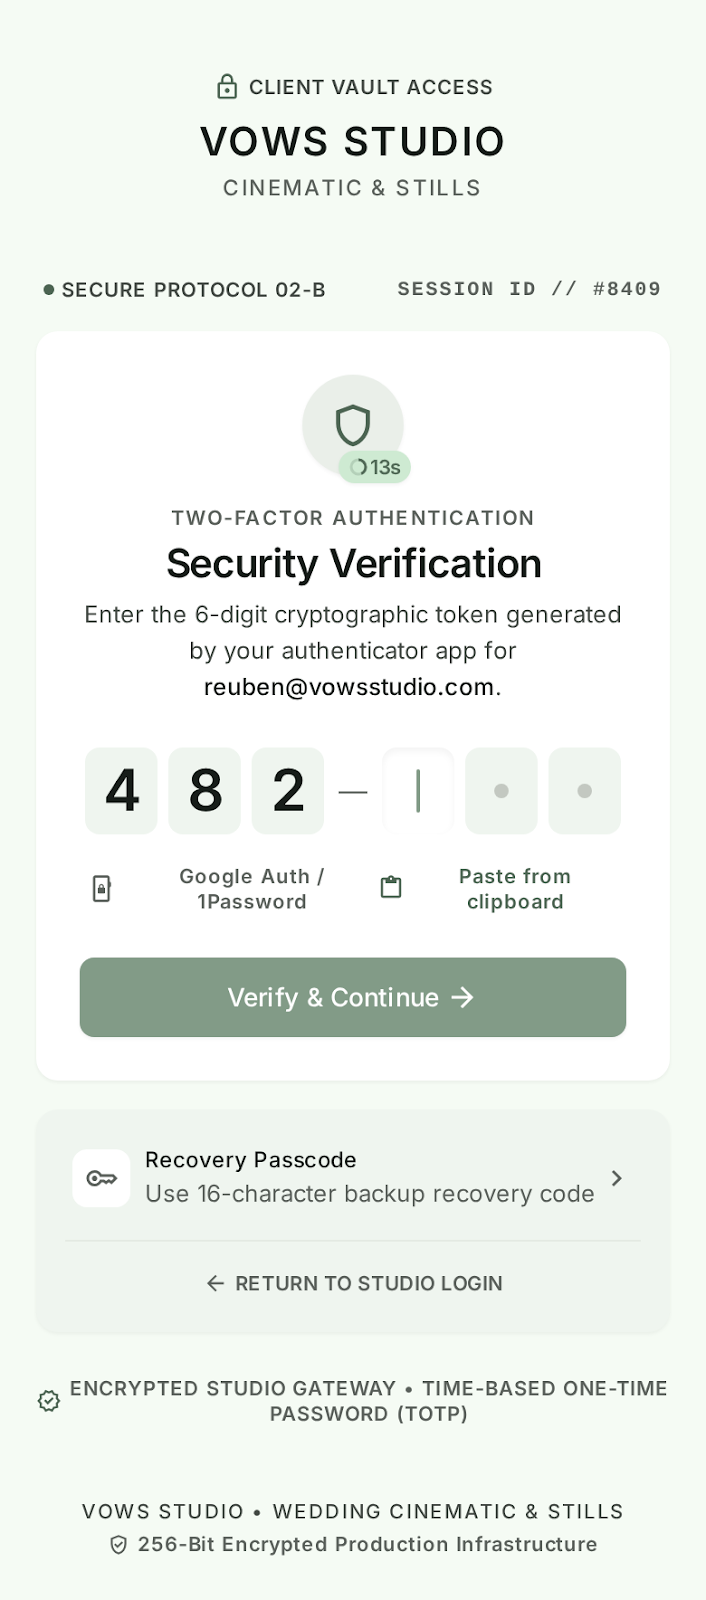 CLIENT VAULT ACCESS
VOWS STUDIO
CINEMATIC & STILLS
SECURE PROTOCOL 02-B
SESSION ID // #8409
13s
TWO-FACTOR AUTHENTICATION
Security Verification
Enter the 6-digit cryptographic token generated
by your authenticator app for
reuben@vowsstudio.com.
4 8 2 —
Google Auth /
1Password
Paste from
clipboard
Verify & Continue →
Recovery Passcode
Use 16-character backup recovery code
← RETURN TO STUDIO LOGIN
ENCRYPTED STUDIO GATEWAY • TIME-BASED ONE-TIME
PASSWORD (TOTP)
VOWS STUDIO • WEDDING CINEMATIC & STILLS
256-Bit Encrypted Production Infrastructure